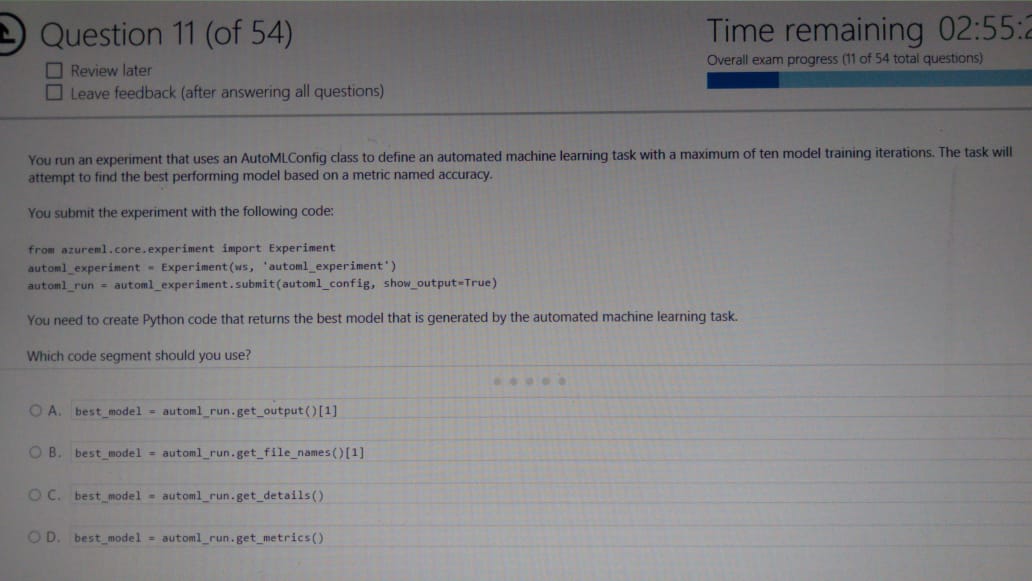 Question 11 (of 54)
Review later
Leave feedback (after answering all questions)
Time remaining 02:55:2
Overall exam progress (11 of 54 total questions)
You run an experiment that uses an AutoMLConfig class to define an automated machine learning task with a maximum of ten model training iterations. The task will
attempt to find the best performing model based on a metric named accuracy.
You submit the experiment with the following code:
from azureml.core.experiment import Experiment
automl_experiment = Experiment(ws, 'automl_experiment')
automl_run = automl_experiment.submit(automl_config, show_output=True)
You need to create Python code that returns the best model that is generated by the automated machine learning task.
Which code segment should you use?
A. best_model = automl_run.get_output()[1]
B. best_model = automl_run.get_file_names()[1]
C. best_model = automl_run.get_details()
D. best_model = automl_run.get_metrics()